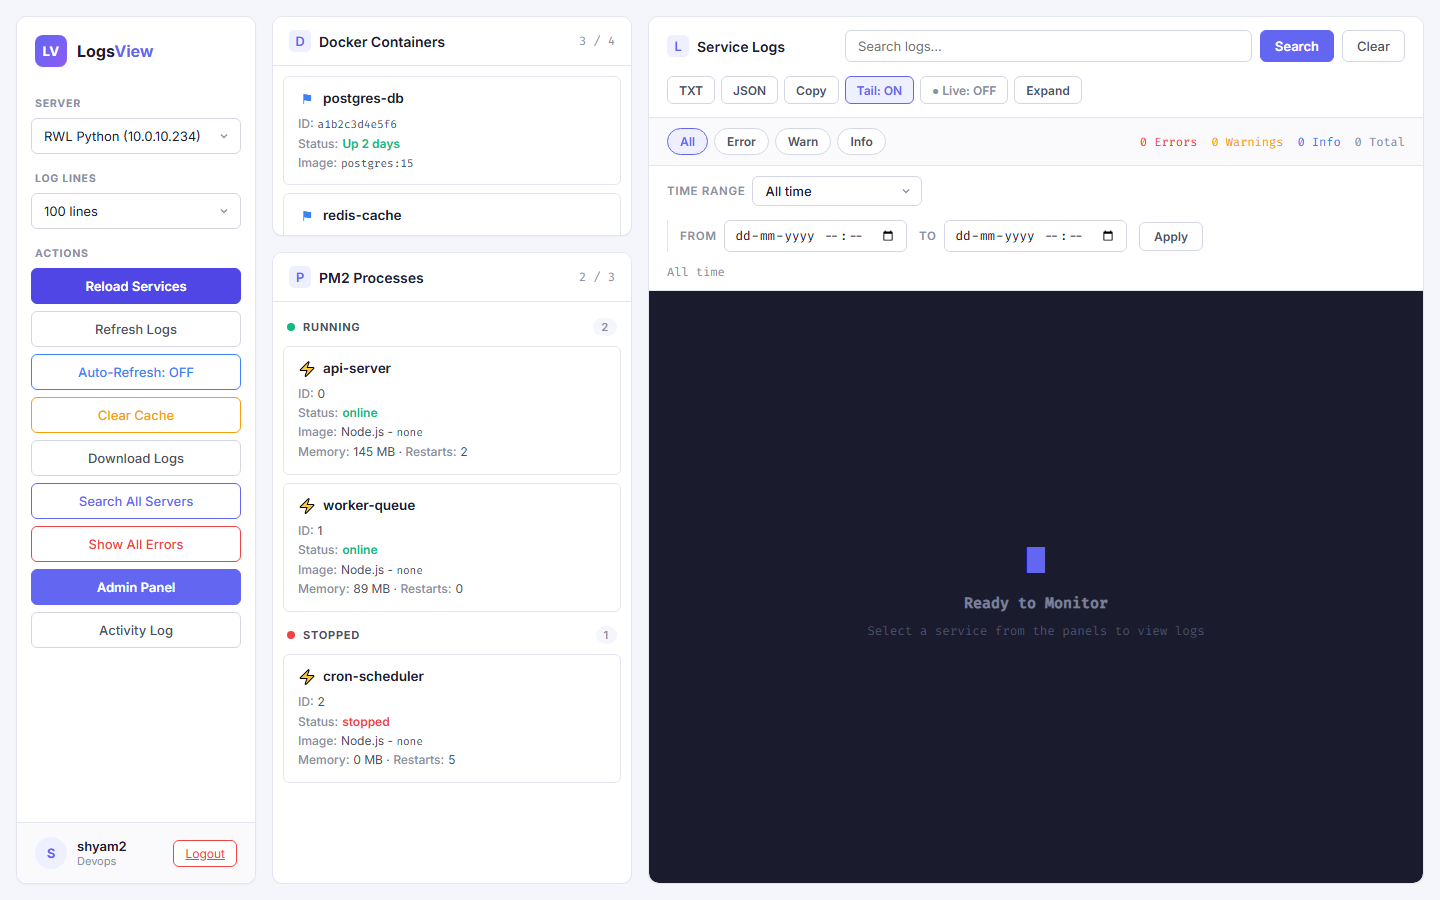 LV LogsView
SERVER
RWL Python (10.0.10.234)
LOG LINES
100 lines
ACTIONS
Reload Services
Refresh Logs
Auto-Refresh: OFF
Clear Cache
Download Logs
Search All Servers
Show All Errors
Admin Panel
Activity Log
S
shyam2
Devops
Logout
D Docker Containers 3 / 4
postgres-db
ID: a1b2c3d4e5f6
Status: Up 2 days
Image: postgres:15
redis-cache
P PM2 Processes 2 / 3
RUNNING 2
api-server
ID: 0
Status: online
Image: Node.js - none
Memory: 145 MB · Restarts: 2
worker-queue
ID: 1
Status: online
Image: Node.js - none
Memory: 89 MB · Restarts: 0
STOPPED 1
cron-scheduler
ID: 2
Status: stopped
Image: Node.js - none
Memory: 0 MB · Restarts: 5
L Service Logs Search logs... Search Clear
TXT JSON Copy Tail: ON ● Live: OFF Expand
All Error Warn Info 0 Errors 0 Warnings 0 Info 0 Total
TIME RANGE All time
FROM dd-mm-yyyy --:-- TO dd-mm-yyyy --:-- Apply
All time
Ready to Monitor
Select a service from the panels to view logs